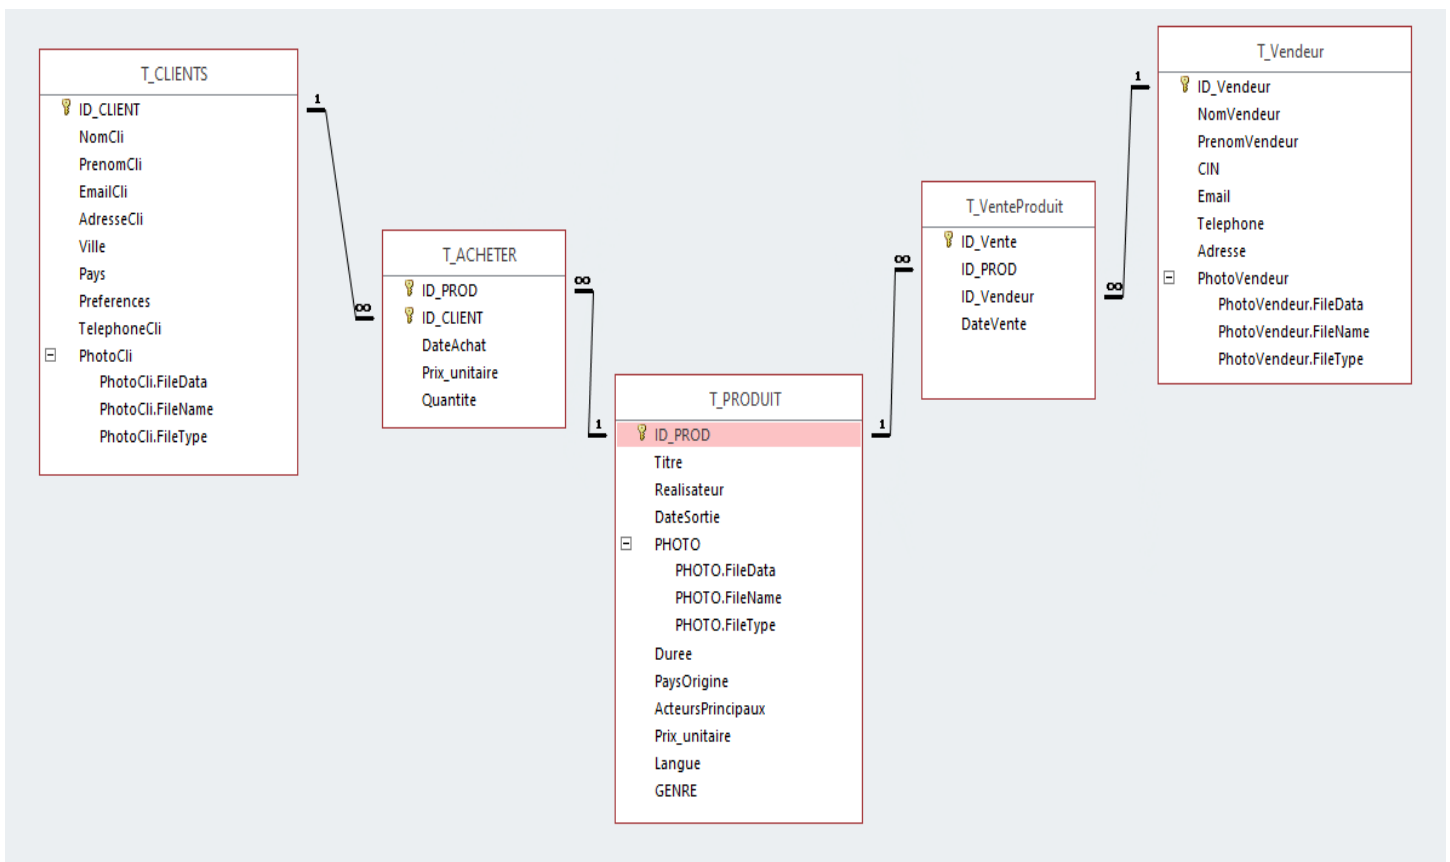 T_CLIENTS
ID_CLIENT
NomCli
PrenomCli
EmailCli
AdresseCli
Ville
Pays
Preferences
TelephoneCli
PhotoCli
PhotoCli.FileData
PhotoCli.FileName
PhotoCli.FileType
1
∞
T_ACHETER
ID_PROD
ID_CLIENT
DateAchat
Prix_unitaire
Quantite
∞
1
T_PRODUIT
ID_PROD
Titre
Realisateur
DateSortie
PHOTO
PHOTO.FileData
PHOTO.FileName
PHOTO.FileType
Duree
PaysOrigine
ActeursPrincipaux
Prix_unitaire
Langue
GENRE
1
∞
T_VenteProduit
ID_Vente
ID_PROD
ID_Vendeur
DateVente
∞
1
T_Vendeur
ID_Vendeur
NomVendeur
PrenomVendeur
CIN
Email
Telephone
Adresse
PhotoVendeur
PhotoVendeur.FileData
PhotoVendeur.FileName
PhotoVendeur.FileType